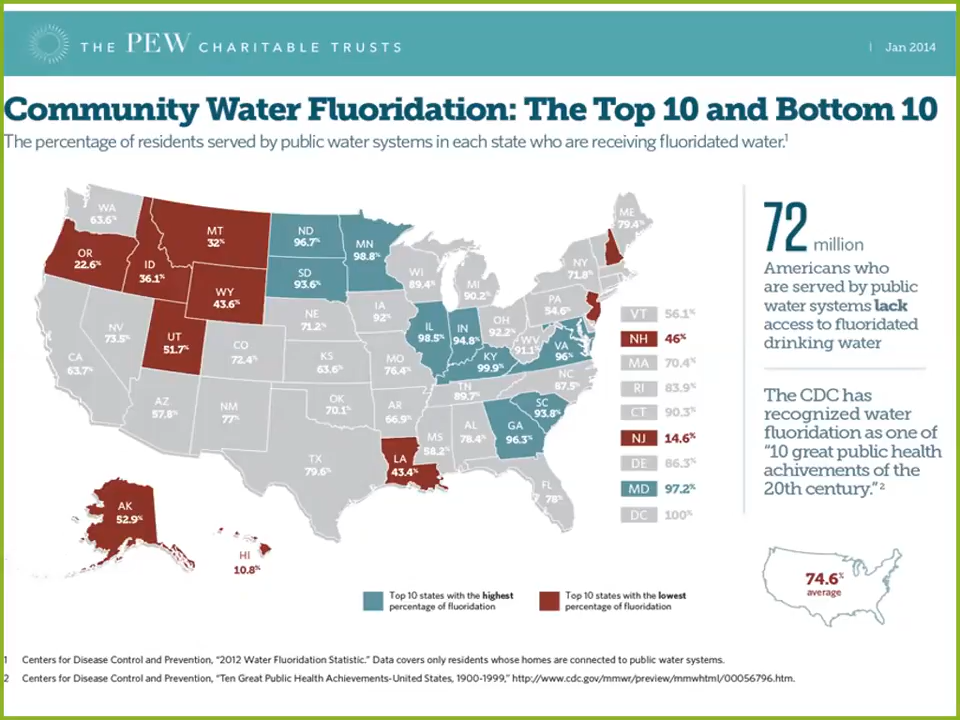 THE PEW CHARITABLE TRUSTS
Jan 2014
Community Water Fluoridation: The Top 10 and Bottom 10
The percentage of residents served by public water systems in each state who are receiving fluoridated water.¹
WA
63.6%
OR
22.6%
ID
36.1%
MT
32%
WY
43.6%
ND
96.7%
SD
93.6%
MN
98.8%
WI
89.4%
MI
90.2%
NY
71.8%
ME
79.4%
NV
73.5%
UT
51.7%
CO
72.4%
NE
71.2%
IA
92%
IL
98.5%
IN
94.8%
OH
92.2%
PA
54.6%
WV
91.1%
VA
96%
CA
63.7%
KS
63.6%
MO
76.4%
KY
99.9%
NC
87.5%
TN
89.7%
AZ
57.8%
NM
77%
OK
70.1%
AR
66.9%
SC
93.8%
MS
58.2%
AL
78.4%
GA
96.3%
TX
79.6%
LA
43.4%
FL
78%
AK
52.9%
HI
10.8%
VT 56.1%
NH 46%
MA 70.4%
RI 83.9%
CT 90.3%
NJ 14.6%
DE 86.3%
MD 97.2%
DC 100%
72 million
Americans who
are served by public
water systems lack
access to fluoridated
drinking water
The CDC has
recognized water
fluoridation as one of
“10 great public health
achivements of the
20th century.”²
74.6%
average
Top 10 states with the highest
percentage of fluoridation
Top 10 states with the lowest
percentage of fluoridation
1 Centers for Disease Control and Prevention, “2012 Water Fluoridation Statistic.” Data covers only residents whose homes are connected to public water systems.
2 Centers for Disease Control and Prevention, “Ten Great Public Health Achievements-United States, 1900-1999,” http://www.cdc.gov/mmwr/preview/mmwhtml/00056796.htm.